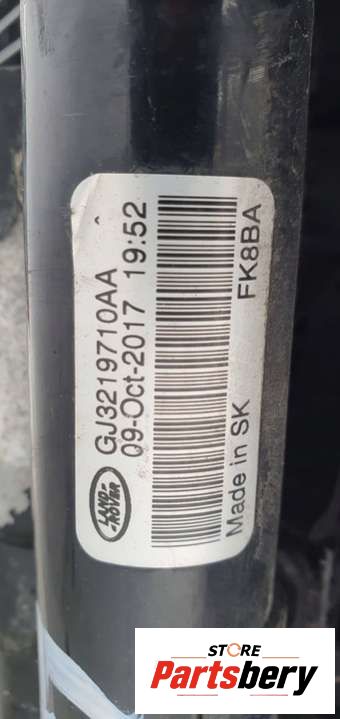 GJ3219710AA
09-Oct-2017 19:52
LAND-
-ROVER
Made in SK
FK8BA
STORE
Partsbery